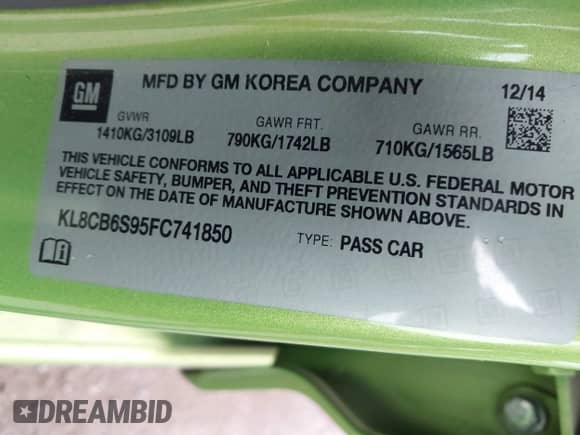 GM
MFD BY GM KOREA COMPANY
12/14
GVWR GAWR FRT. GAWR RR.
1410KG/3109LB 790KG/1742LB 710KG/1565LB
THIS VEHICLE CONFORMS TO ALL APPLICABLE U.S. FEDERAL MOTOR
VEHICLE SAFETY, BUMPER, AND THEFT PREVENTION STANDARDS IN
EFFECT ON THE DATE OF MANUFACTURE SHOWN ABOVE.
KL8CB6S95FC741850
TYPE: PASS CAR
DREAMBID